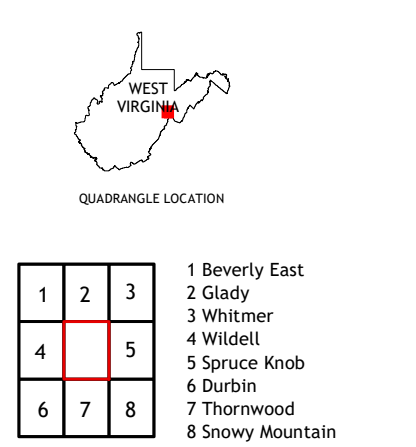 WEST
VIRGINIA
QUADRANGLE LOCATION
1 2 3
4 5
6 7 8
1 Beverly East
2 Glady
3 Whitmer
4 Wildell
5 Spruce Knob
6 Durbin
7 Thornwood
8 Snowy Mountain